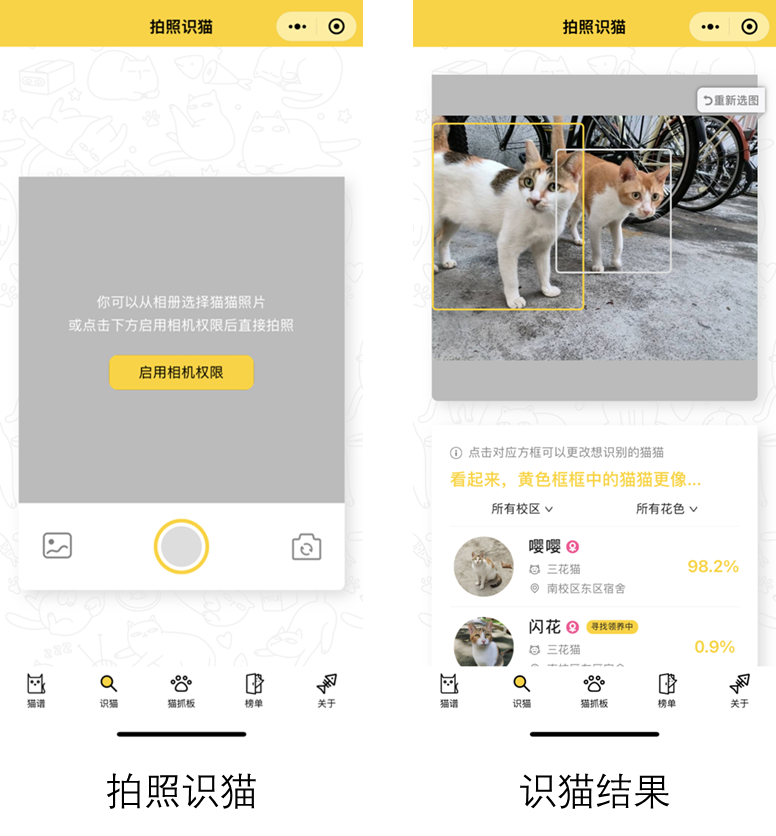 拍照识猫
你可以从相册选择猫猫照片
或点击下方启用相机权限后直接拍照
启用相机权限
猫谱
识猫
猫抓板
榜单
关于
拍照识猫
拍照识猫
重新选图
点击对应方框可以更改想识别的猫猫
看起来，黄色框框中的猫猫更像...
所有校区
所有花色
嘤嘤
三花猫
南校区东区宿舍
98.2%
闪花
寻找领养中
三花猫
0.9%
猫谱
识猫
猫抓板
榜单
关于
识猫结果